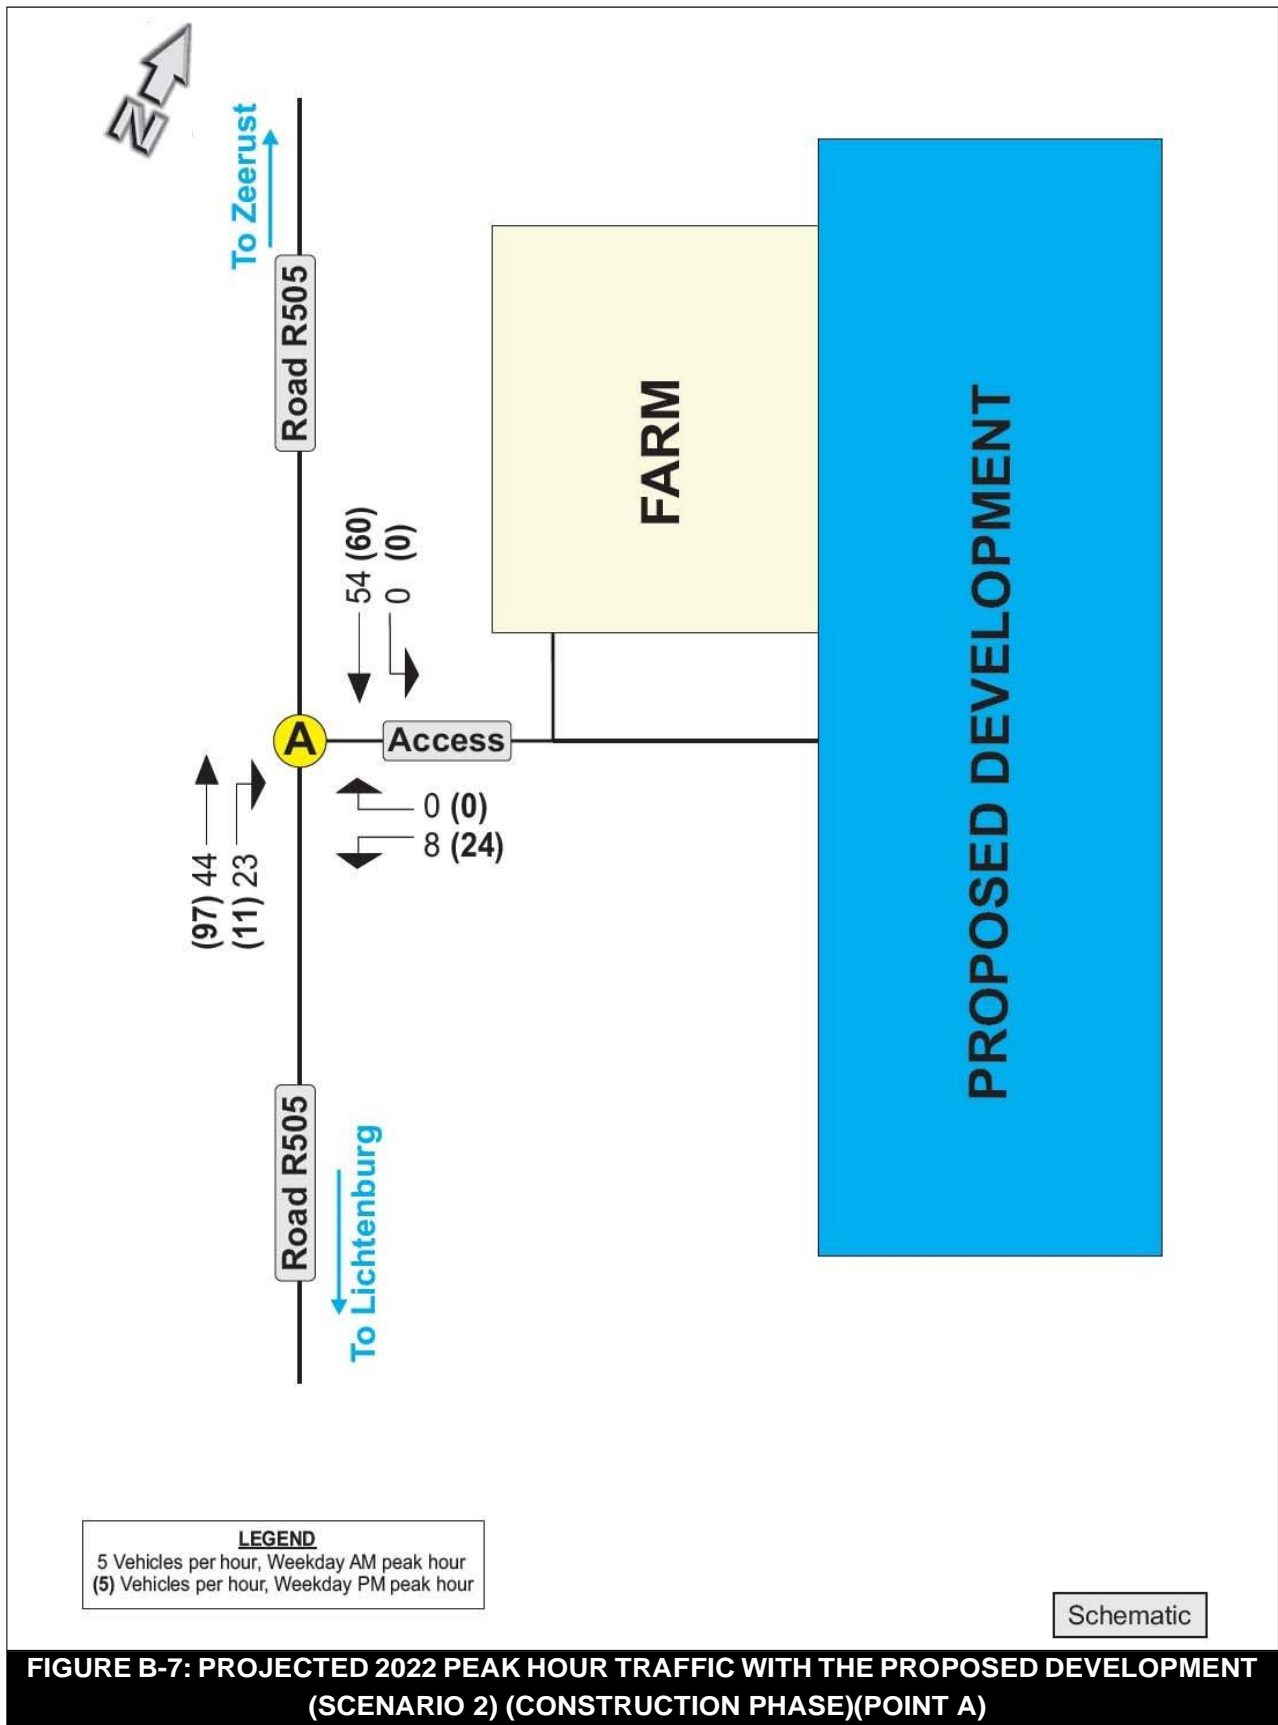 N
To Zeerust
Road R505
FARM
PROPOSED DEVELOPMENT
54 (60)
0 (0)
A
Access
0 (0)
8 (24)
(97) 44
(11) 23
Road R505
To Lichtenburg
LEGEND
5 Vehicles per hour, Weekday AM peak hour
(5) Vehicles per hour, Weekday PM peak hour
Schematic
FIGURE B-7: PROJECTED 2022 PEAK HOUR TRAFFIC WITH THE PROPOSED DEVELOPMENT
(SCENARIO 2) (CONSTRUCTION PHASE)(POINT A)